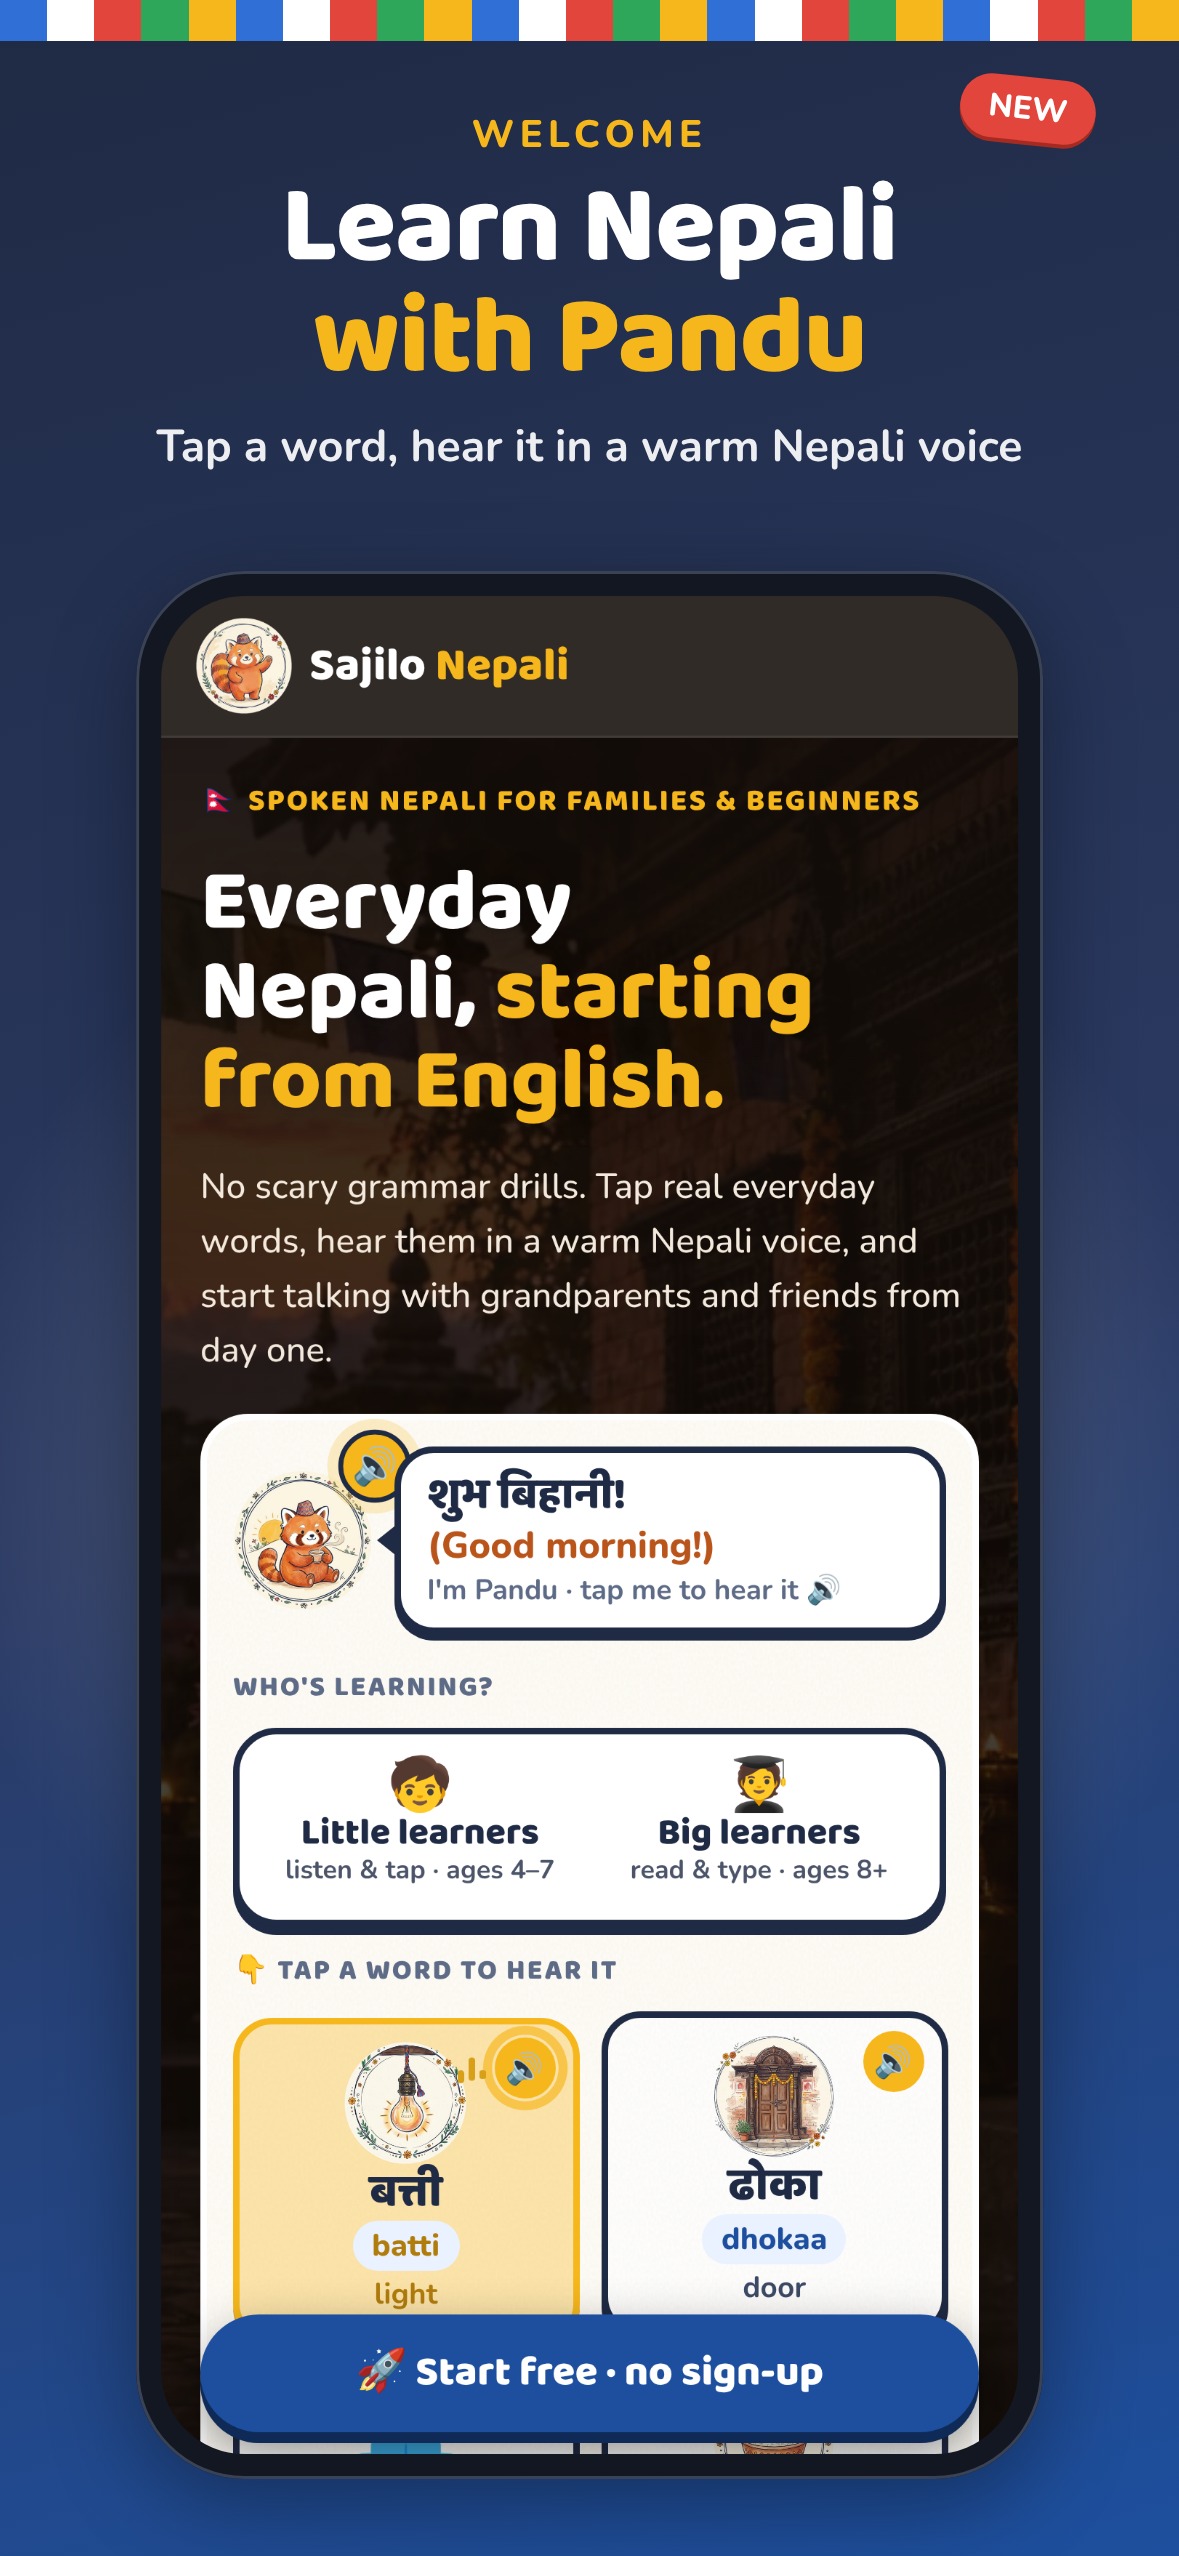 WELCOME
NEW
Learn Nepali
with Pandu
Tap a word, hear it in a warm Nepali voice
Sajilo Nepali
SPOKEN NEPALI FOR FAMILIES & BEGINNERS
Everyday
Nepali, starting
from English.
No scary grammar drills. Tap real everyday
words, hear them in a warm Nepali voice, and
start talking with grandparents and friends from
day one.
शुभ बिहानी!
(Good morning!)
I'm Pandu · tap me to hear it
WHO'S LEARNING?
Little learners
listen & tap · ages 4–7
Big learners
read & type · ages 8+
TAP A WORD TO HEAR IT
बत्ती
batti
light
ढोका
dhokaa
door
Start free · no sign-up